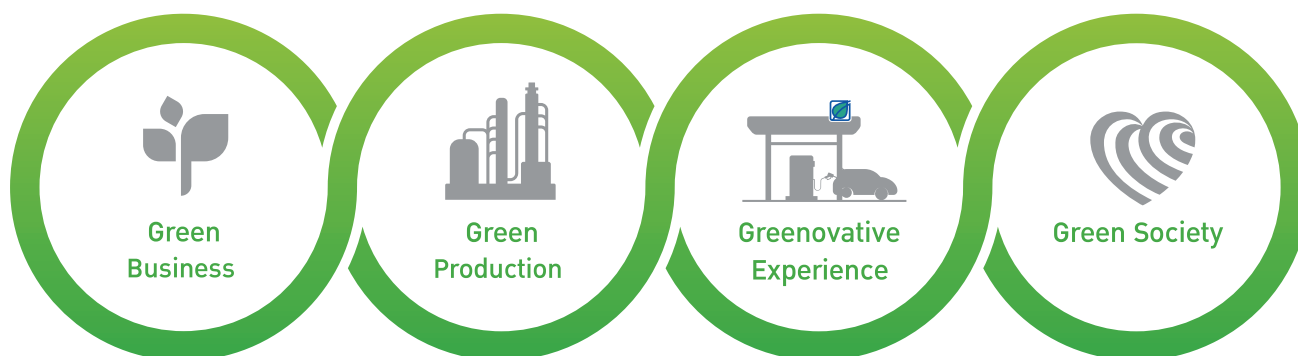 Green
Business
Green
Production
Greenovative
Experience
Green Society